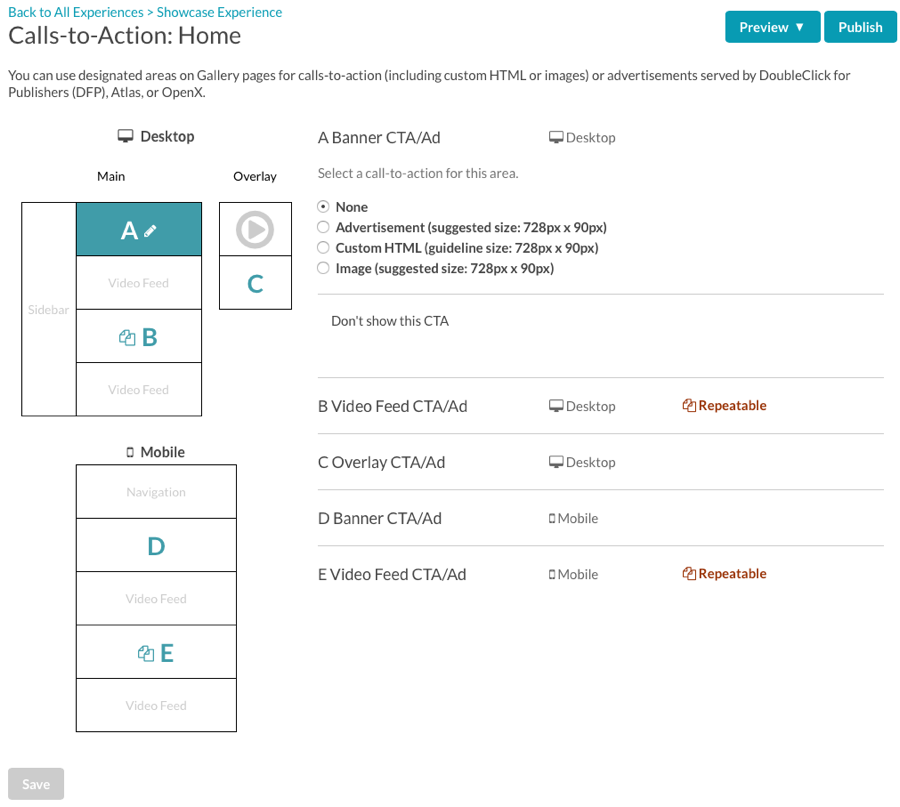 Back to All Experiences > Showcase Experience
Calls-to-Action: Home
Preview ▼
Publish
You can use designated areas on Gallery pages for calls-to-action (including custom HTML or images) or advertisements served by DoubleClick for
Publishers (DFP), Atlas, or OpenX.
Desktop
Main
Overlay
Sidebar
A
Video Feed
B
Video Feed
C
Mobile
Navigation
D
Video Feed
E
Video Feed
A Banner CTA/Ad Desktop
Select a call-to-action for this area.
None
Advertisement (suggested size: 728px x 90px)
Custom HTML (guideline size: 728px x 90px)
Image (suggested size: 728px x 90px)
Don't show this CTA
B Video Feed CTA/Ad Desktop Repeatable
C Overlay CTA/Ad Desktop
D Banner CTA/Ad Mobile
E Video Feed CTA/Ad Mobile Repeatable
Save